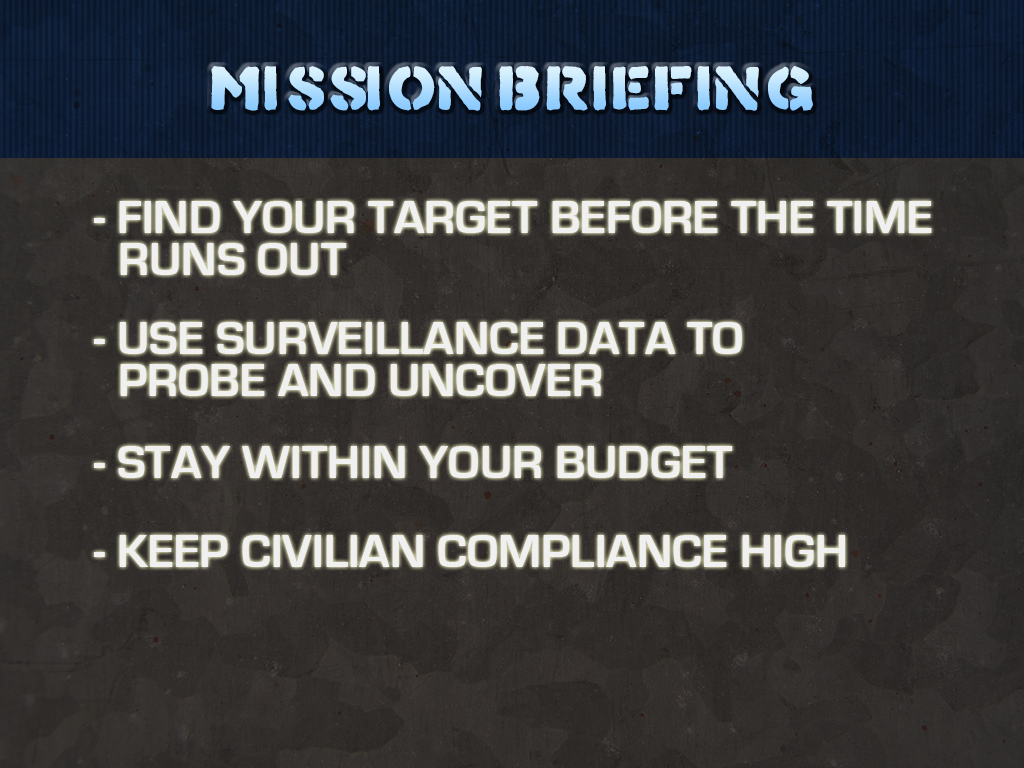 MISSION BRIEFING
- FIND YOUR TARGET BEFORE THE TIME
RUNS OUT
- USE SURVEILLANCE DATA TO
PROBE AND UNCOVER
- STAY WITHIN YOUR BUDGET
- KEEP CIVILIAN COMPLIANCE HIGH